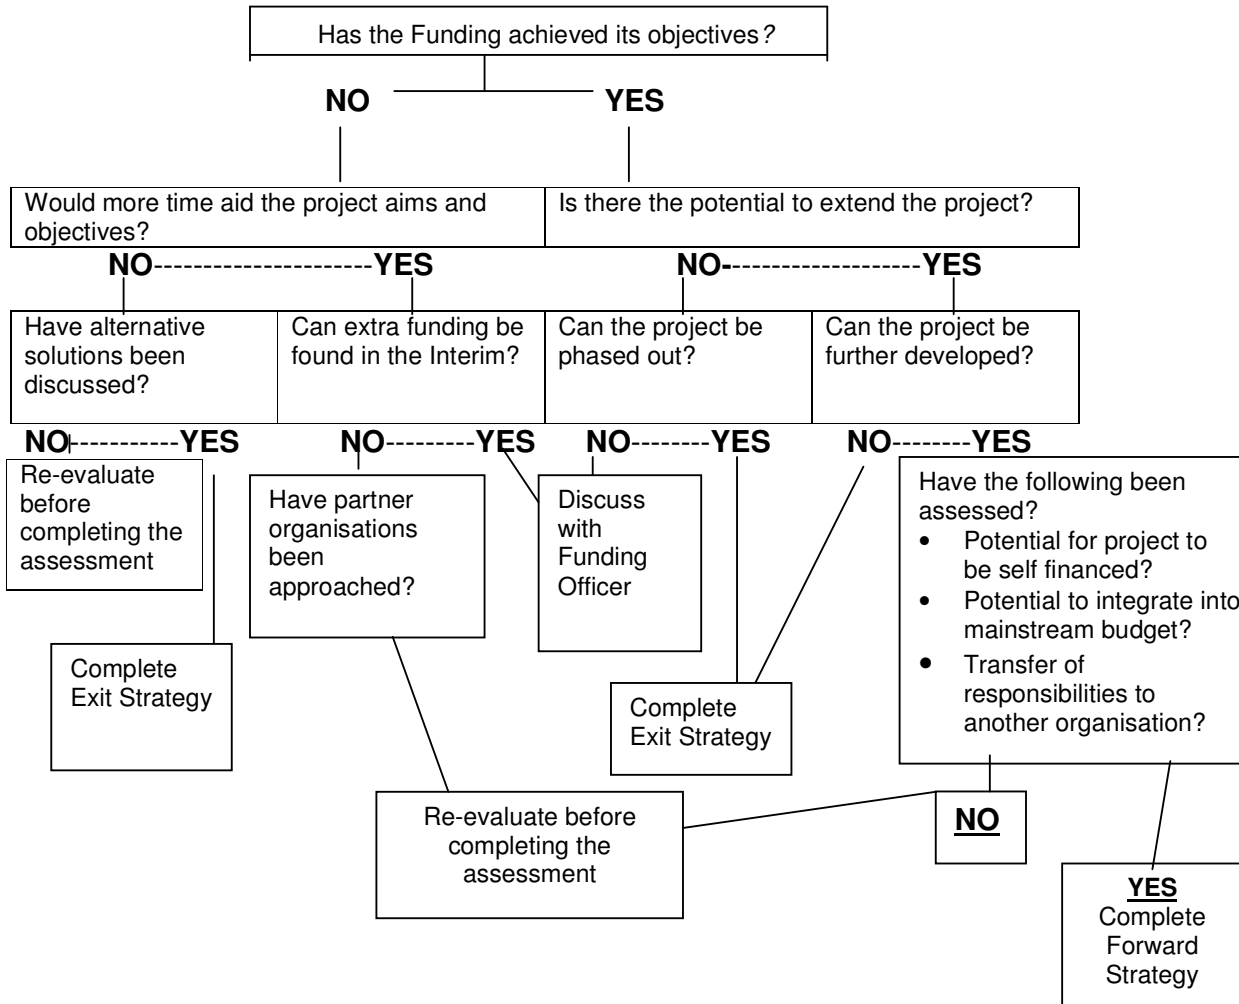 Has the Funding achieved its objectives?
NO YES
Would more time aid the project aims and
objectives?
Is there the potential to extend the project?
NO----------------------YES
NO--------------------YES
Have alternative
solutions been
discussed?
Can extra funding be
found in the Interim?
Can the project be
phased out?
Can the project be
further developed?
NO-----------YES
NO---------YES
NO--------YES
NO--------YES
Re-evaluate
before
completing the
assessment
Have partner
organisations
been
approached?
Discuss
with
Funding
Officer
Have the following been
assessed?
• Potential for project to
be self financed?
• Potential to integrate into
mainstream budget?
• Transfer of
responsibilities to
another organisation?
Complete
Exit Strategy
Complete
Exit Strategy
Re-evaluate before
completing the
assessment
NO
YES
Complete
Forward
Strategy